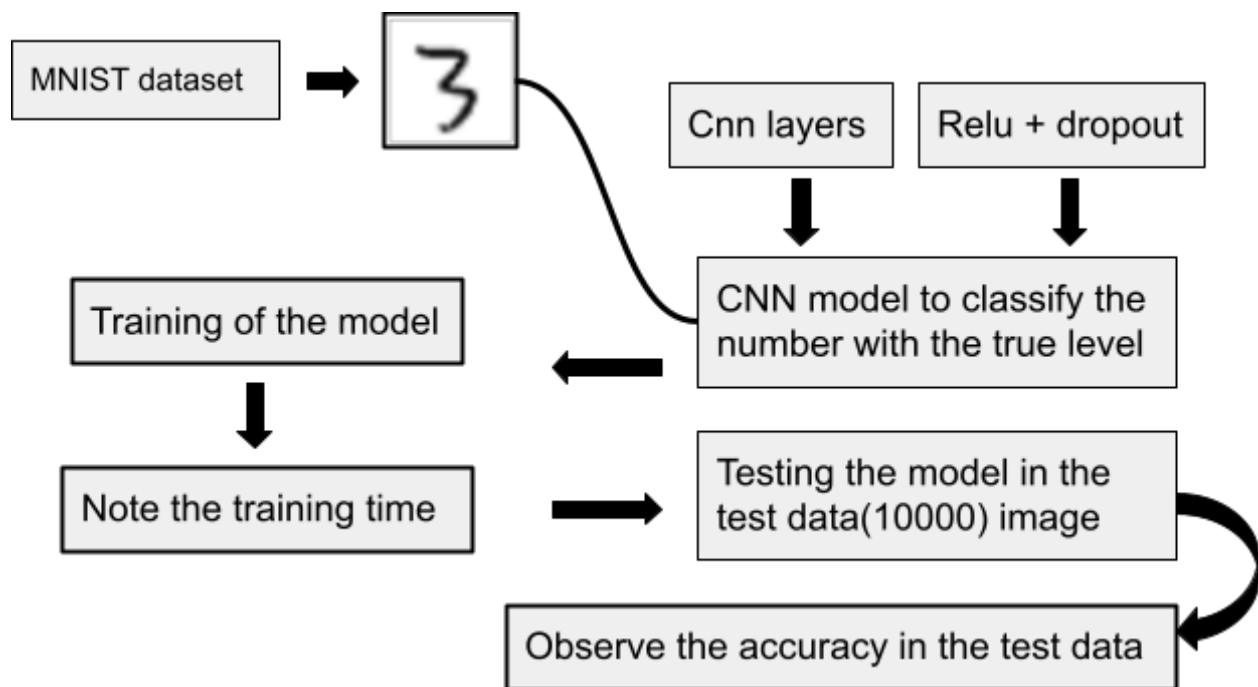 MNIST dataset
3
Cnn layers
Relu + dropout
CNN model to classify the
number with the true level
Training of the model
Note the training time
Testing the model in the
test data(10000) image
Observe the accuracy in the test data